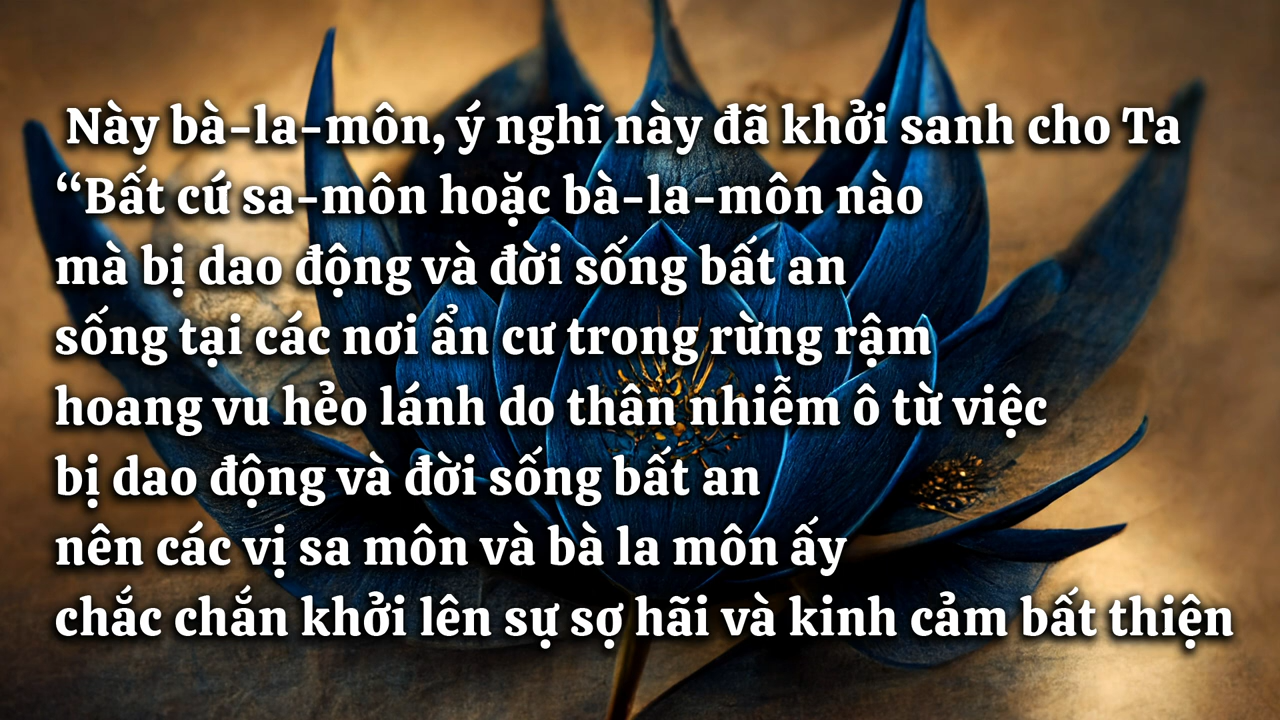 Này bà-la-môn, ý nghĩ này đã khởi sanh cho Ta
“Bất cứ sa-môn hoặc bà-la-môn nào
mà bị dao động và đời sống bất an
sống tại các nơi ẩn cư trong rừng rậm
hoang vu hẻo lánh do thân nhiễm ô từ việc
bị dao động và đời sống bất an
nên các vị sa môn và bà la môn ấy
chắc chắn khởi lên sự sợ hãi và kinh cảm bất thiện